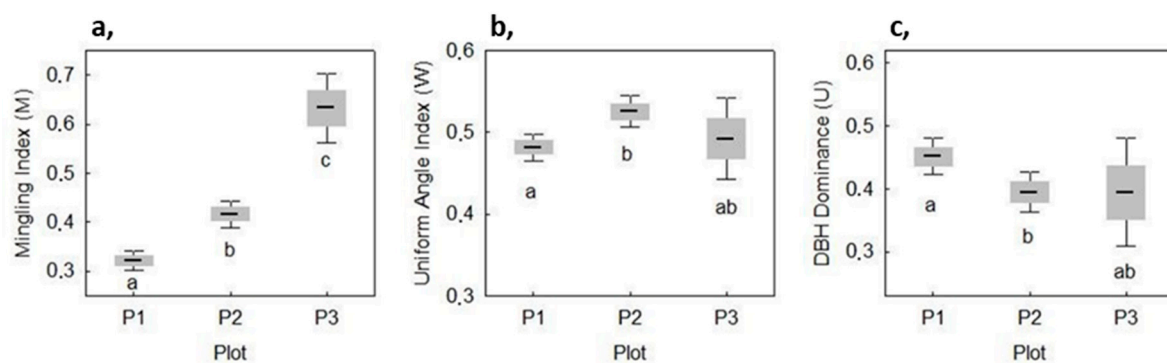 a,
Mingling Index (M)
0.7
0.6
0.5
0.4
0.3
a
b
c
P1 P2 P3
Plot
b,
Uniform Angle Index (W)
0.6
0.5
0.4
0.3
a
b
ab
P1 P2 P3
Plot
c,
DBH Dominance (U)
0.6
0.5
0.4
0.3
a
b
ab
P1 P2 P3
Plot